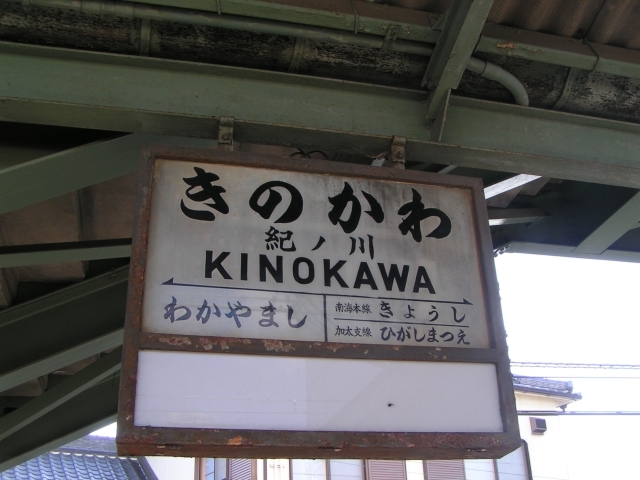 きのかわ
紀ノ川
KINOKAWA
わかやまし
南海本線 きょうし
加太支線 ひがしまつえ